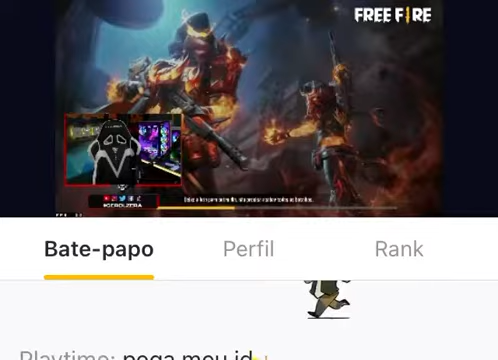 FREE FIRE
Bate-papo
Perfil
Rank
Playtime: pega meu id